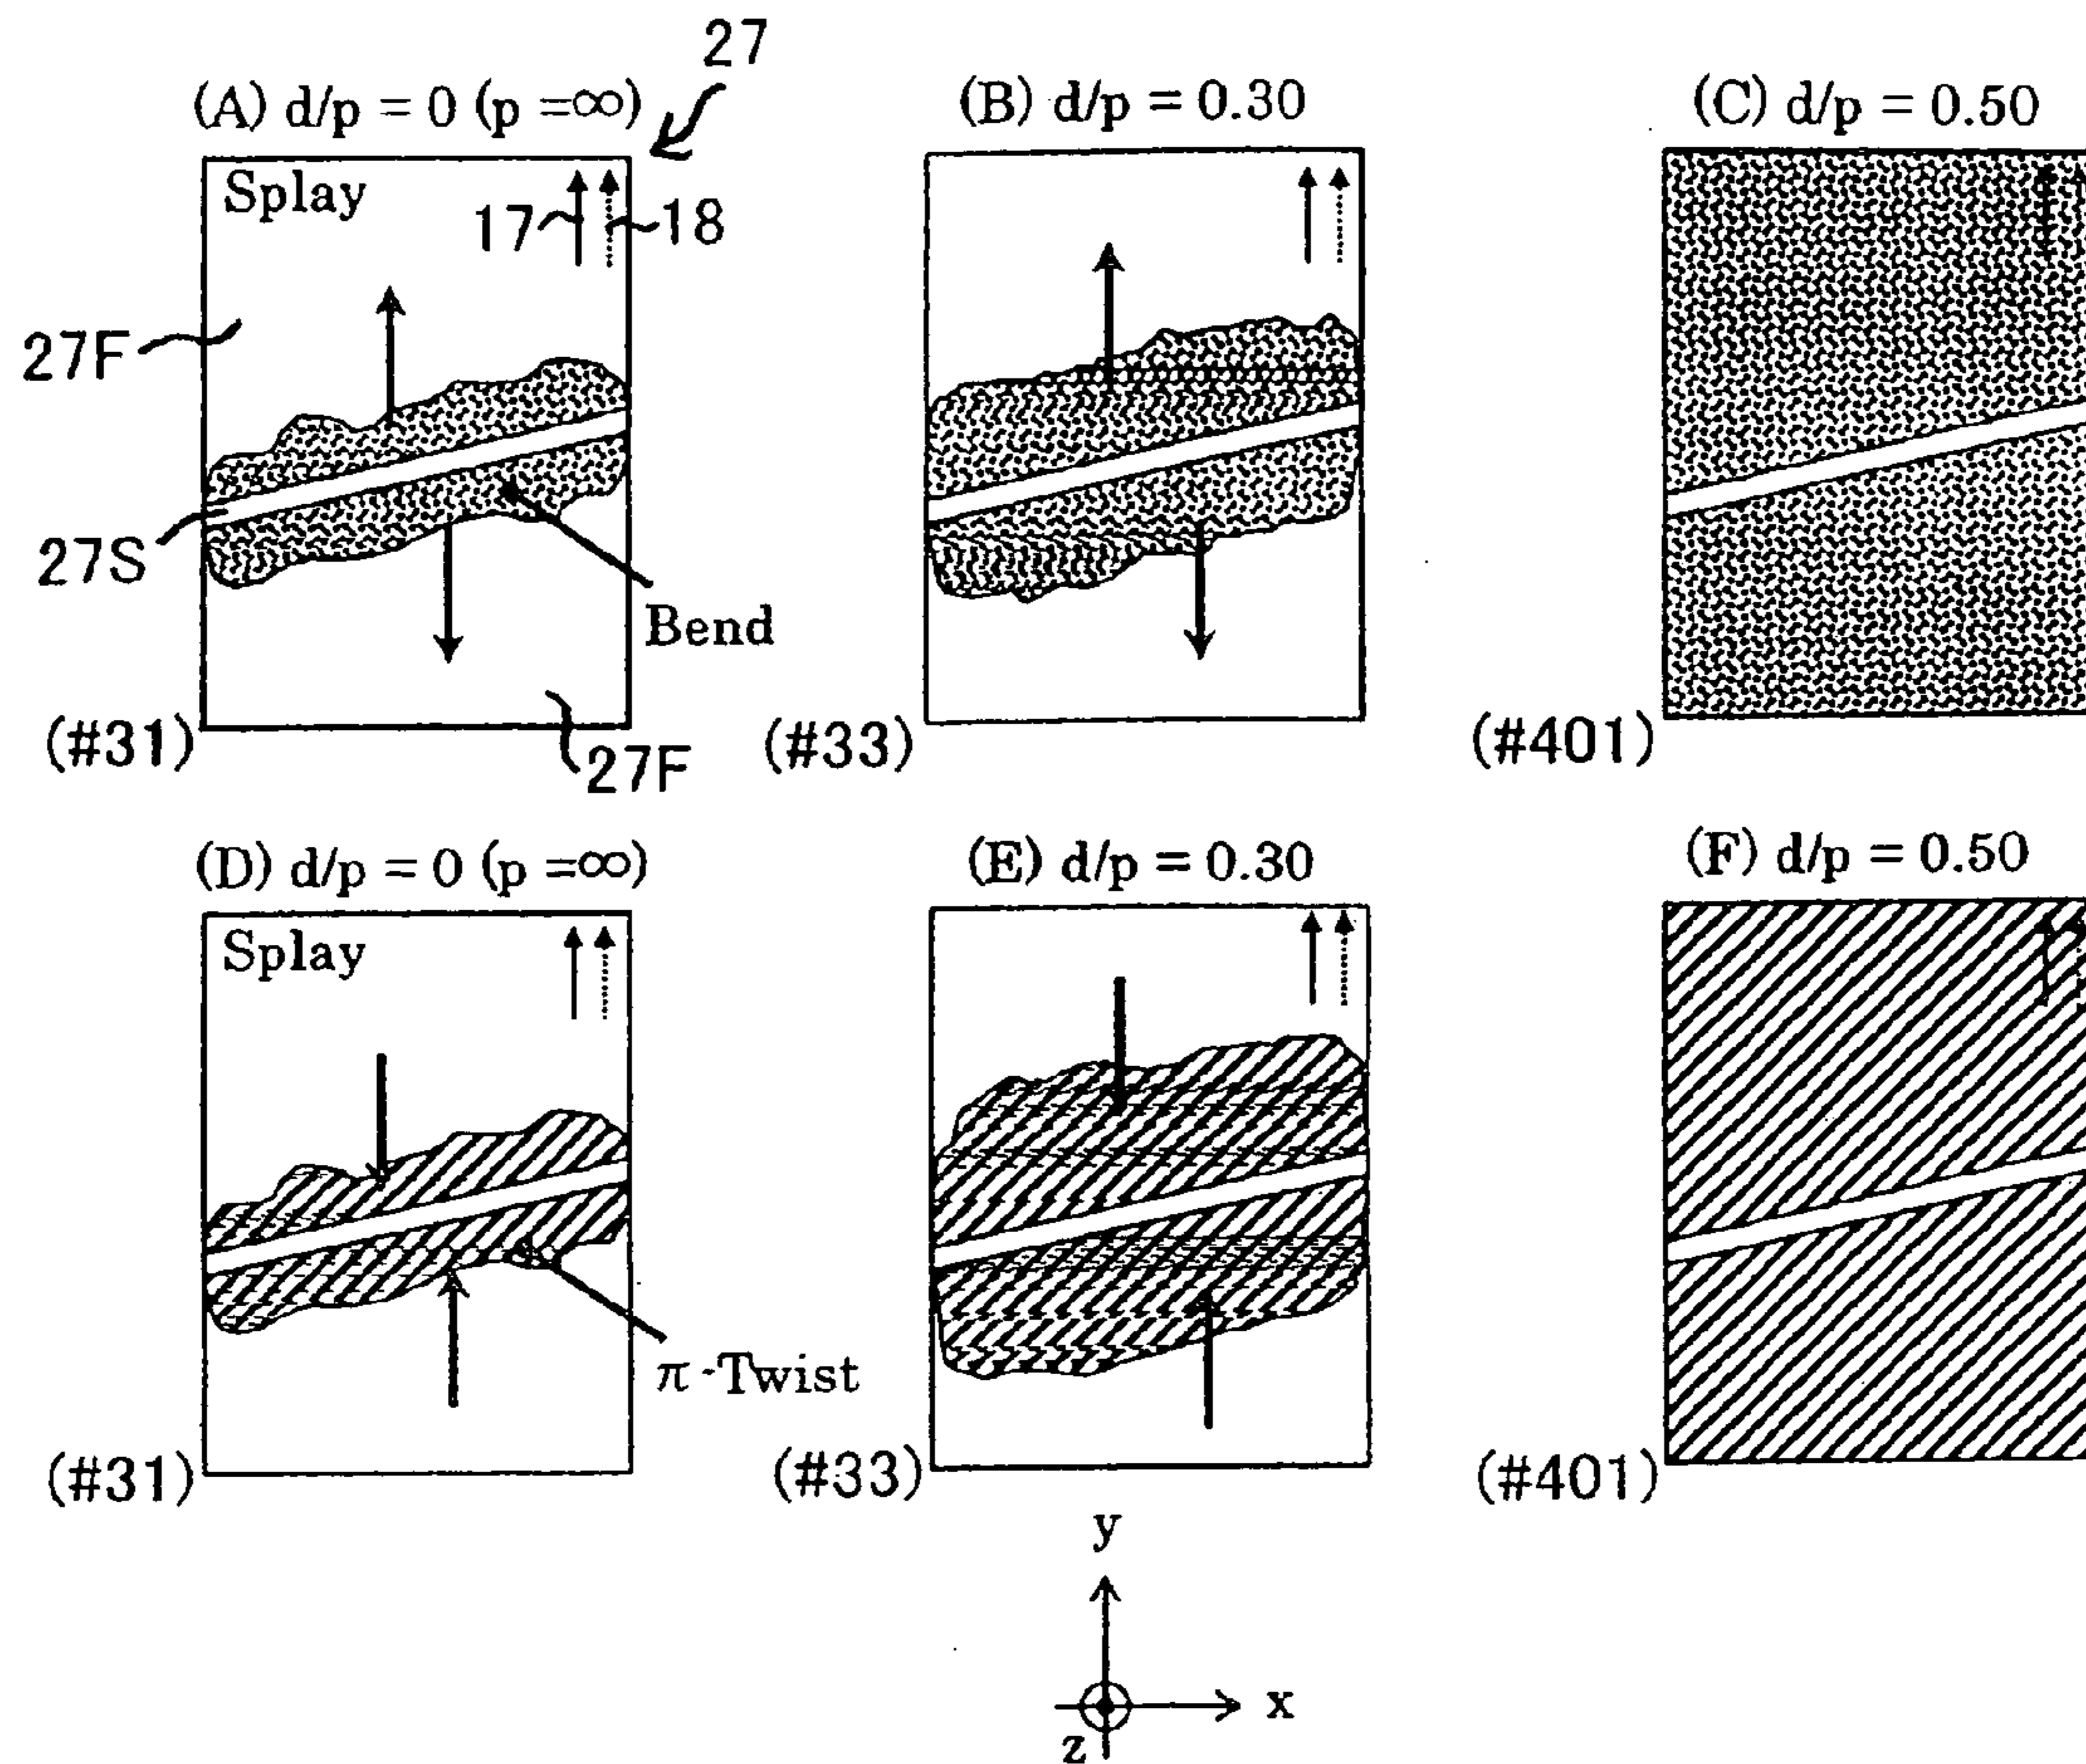 27
(A) d/p = 0 (p =∞)
(B) d/p = 0.30
(C) d/p = 0.50
Splay
17
18
27F
27S
Bend
(#31)
27F
(#33)
(#401)
(D) d/p = 0 (p =∞)
(E) d/p = 0.30
(F) d/p = 0.50
Splay
π-Twist
(#31)
(#33)
(#401)
y
x
z